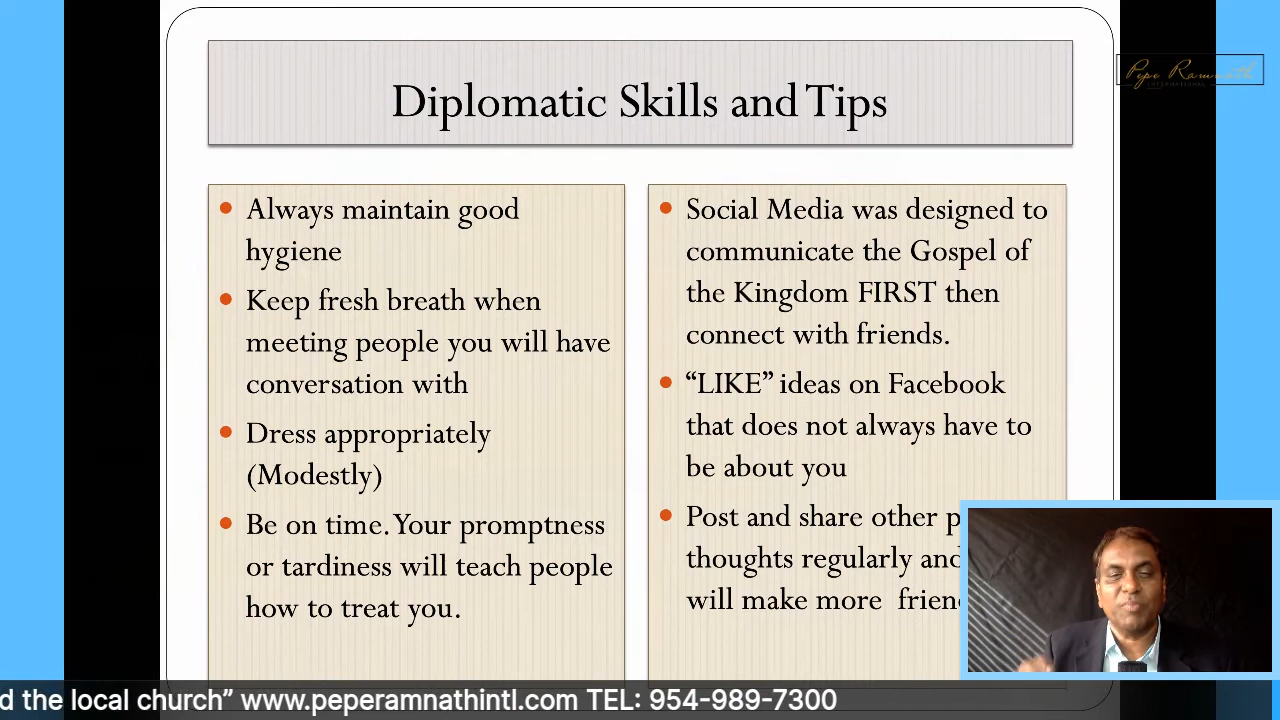 Diplomatic Skills and Tips
Pepe Ramnath
INTERNATIONAL
Always maintain good
hygiene
Keep fresh breath when
meeting people you will have
conversation with
Dress appropriately
(Modestly)
Be on time. Your promptness
or tardiness will teach people
how to treat you.
Social Media was designed to
communicate the Gospel of
the Kingdom FIRST then
connect with friends.
“LIKE” ideas on Facebook
that does not always have to
be about you
Post and share other
thoughts regularly and
will make more
d the local church” www.peperamnathintl.com TEL: 954-989-7300